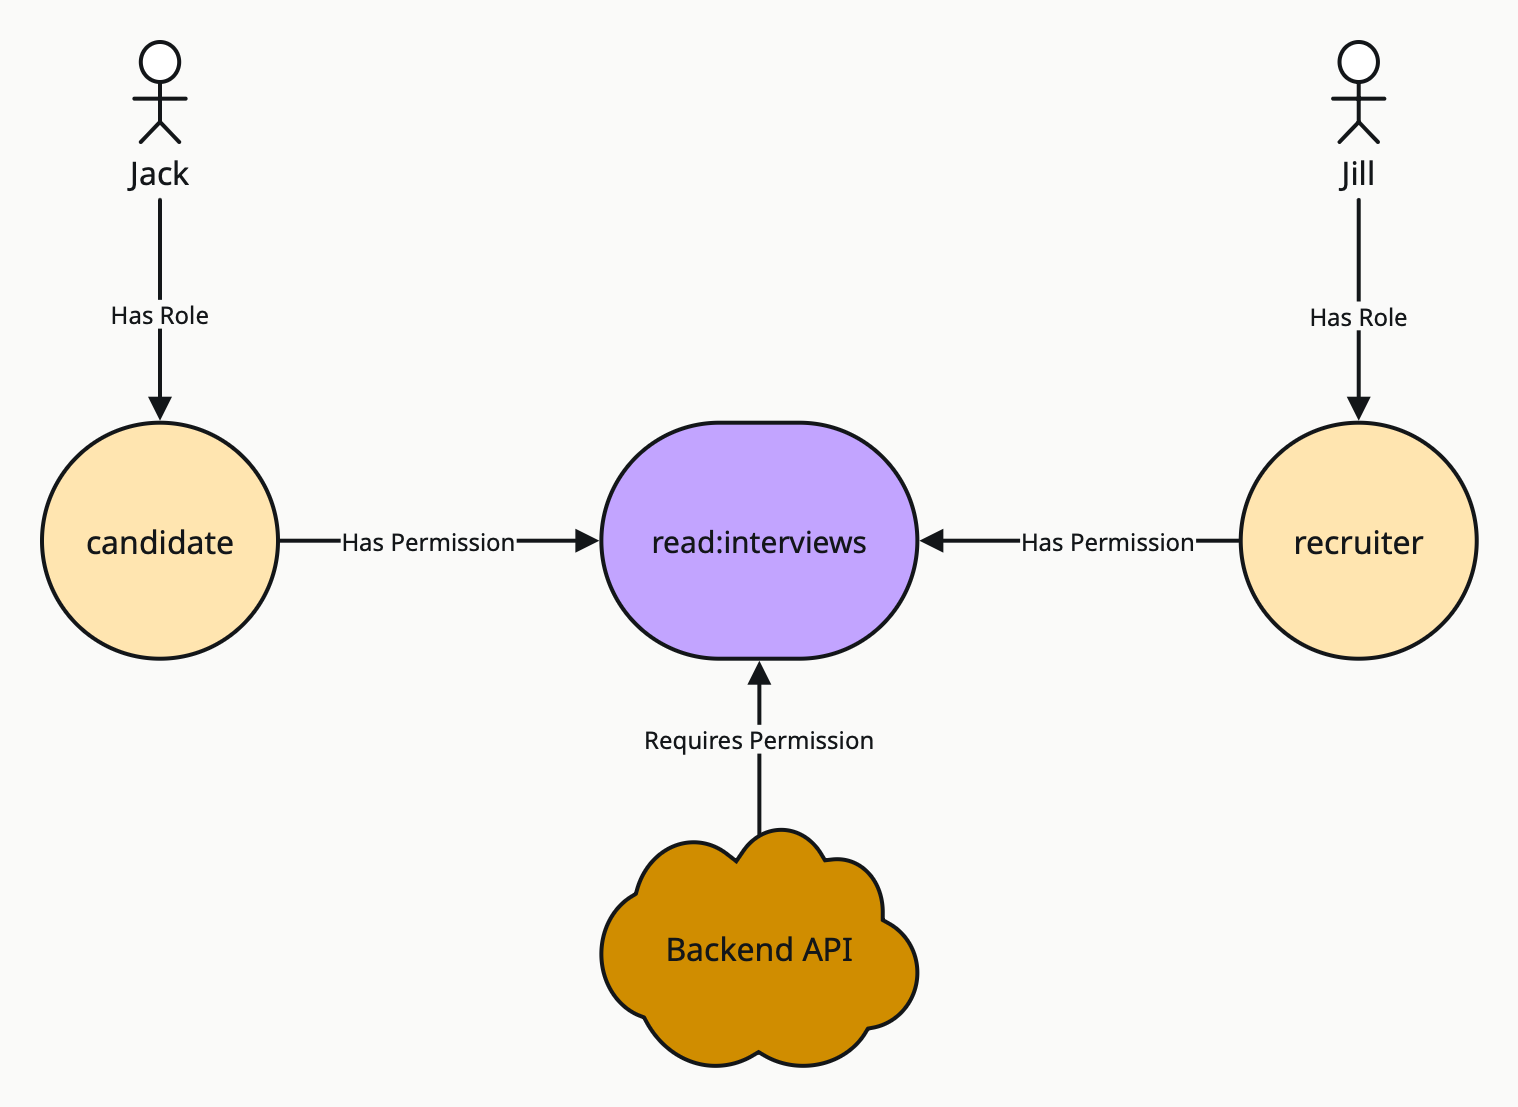 Jack
Jill
Has Role
Has Role
candidate
Has Permission
read:interviews
Has Permission
recruiter
Requires Permission
Backend API